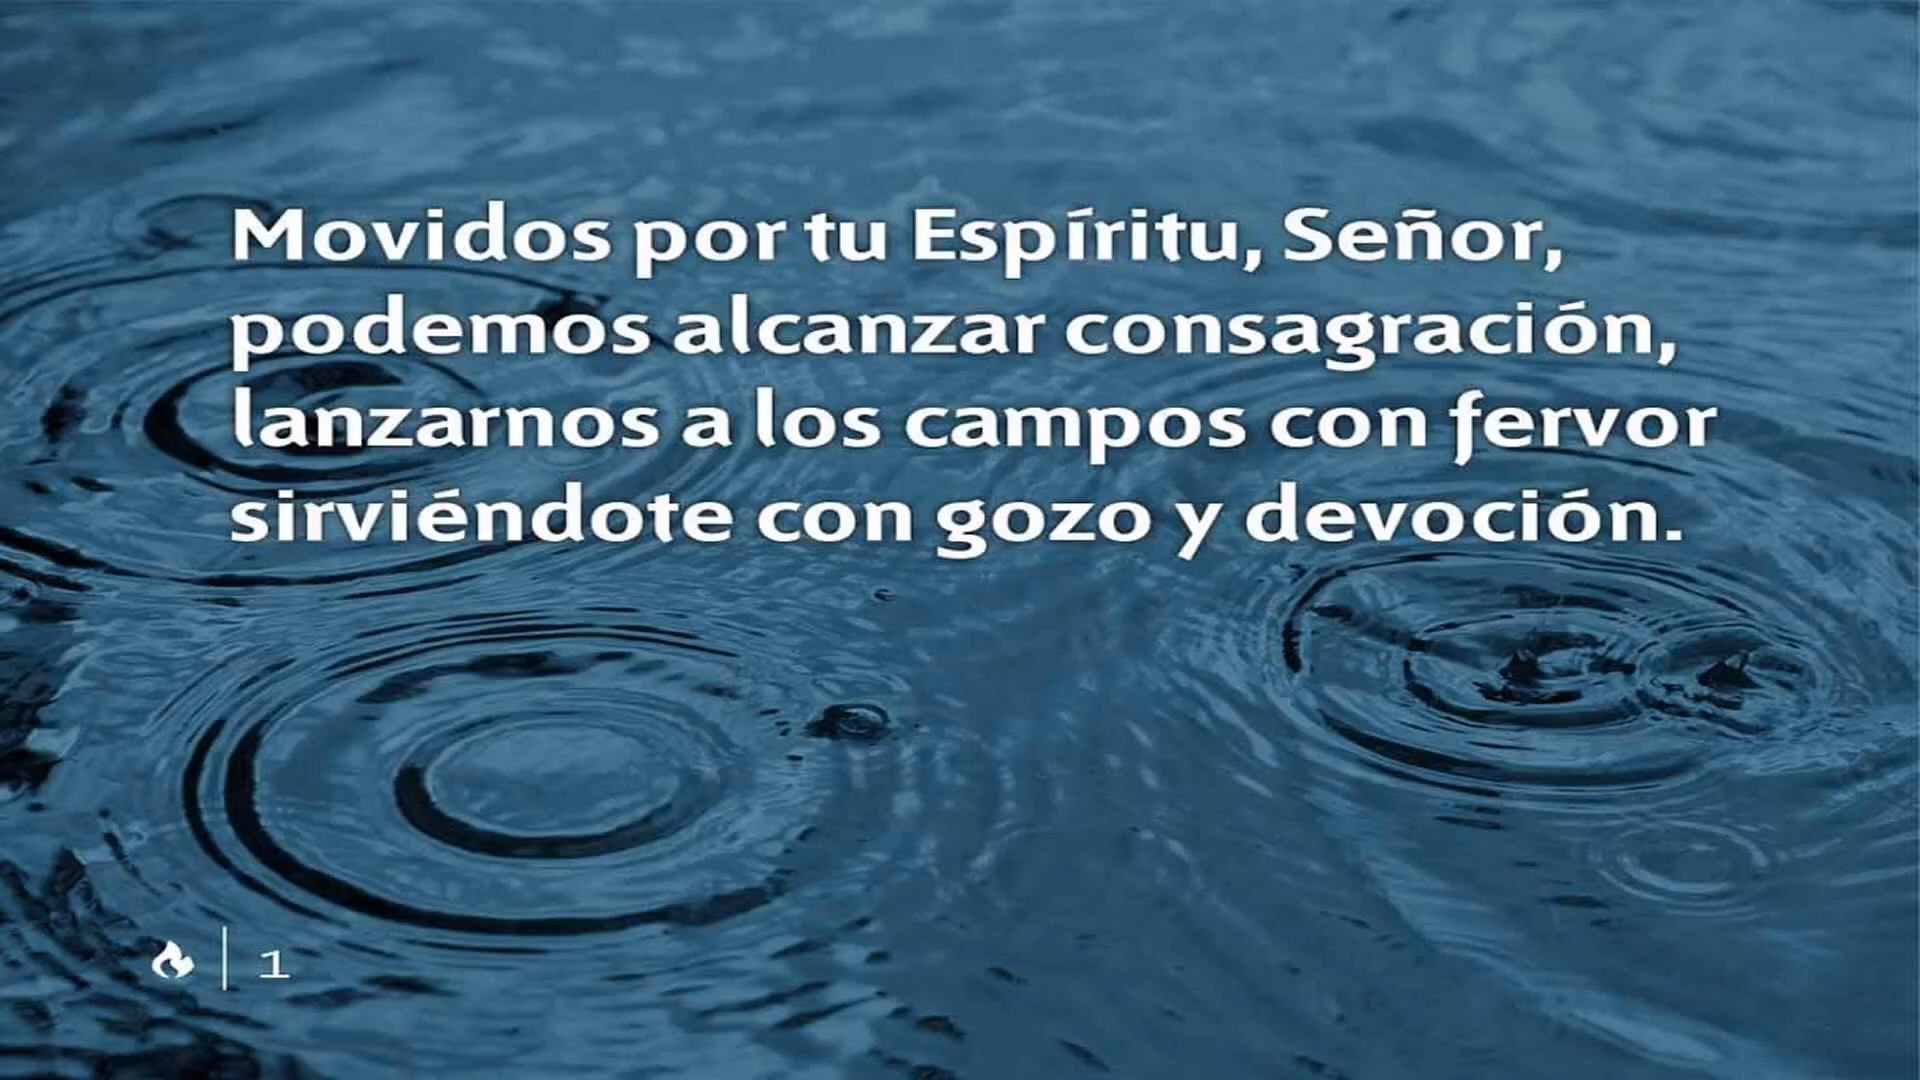 Movidos por tu Espíritu, Señor,
podemos alcanzar consagración,
lanzarnos a los campos con fervor
sirviéndote con gozo y devoción.
1